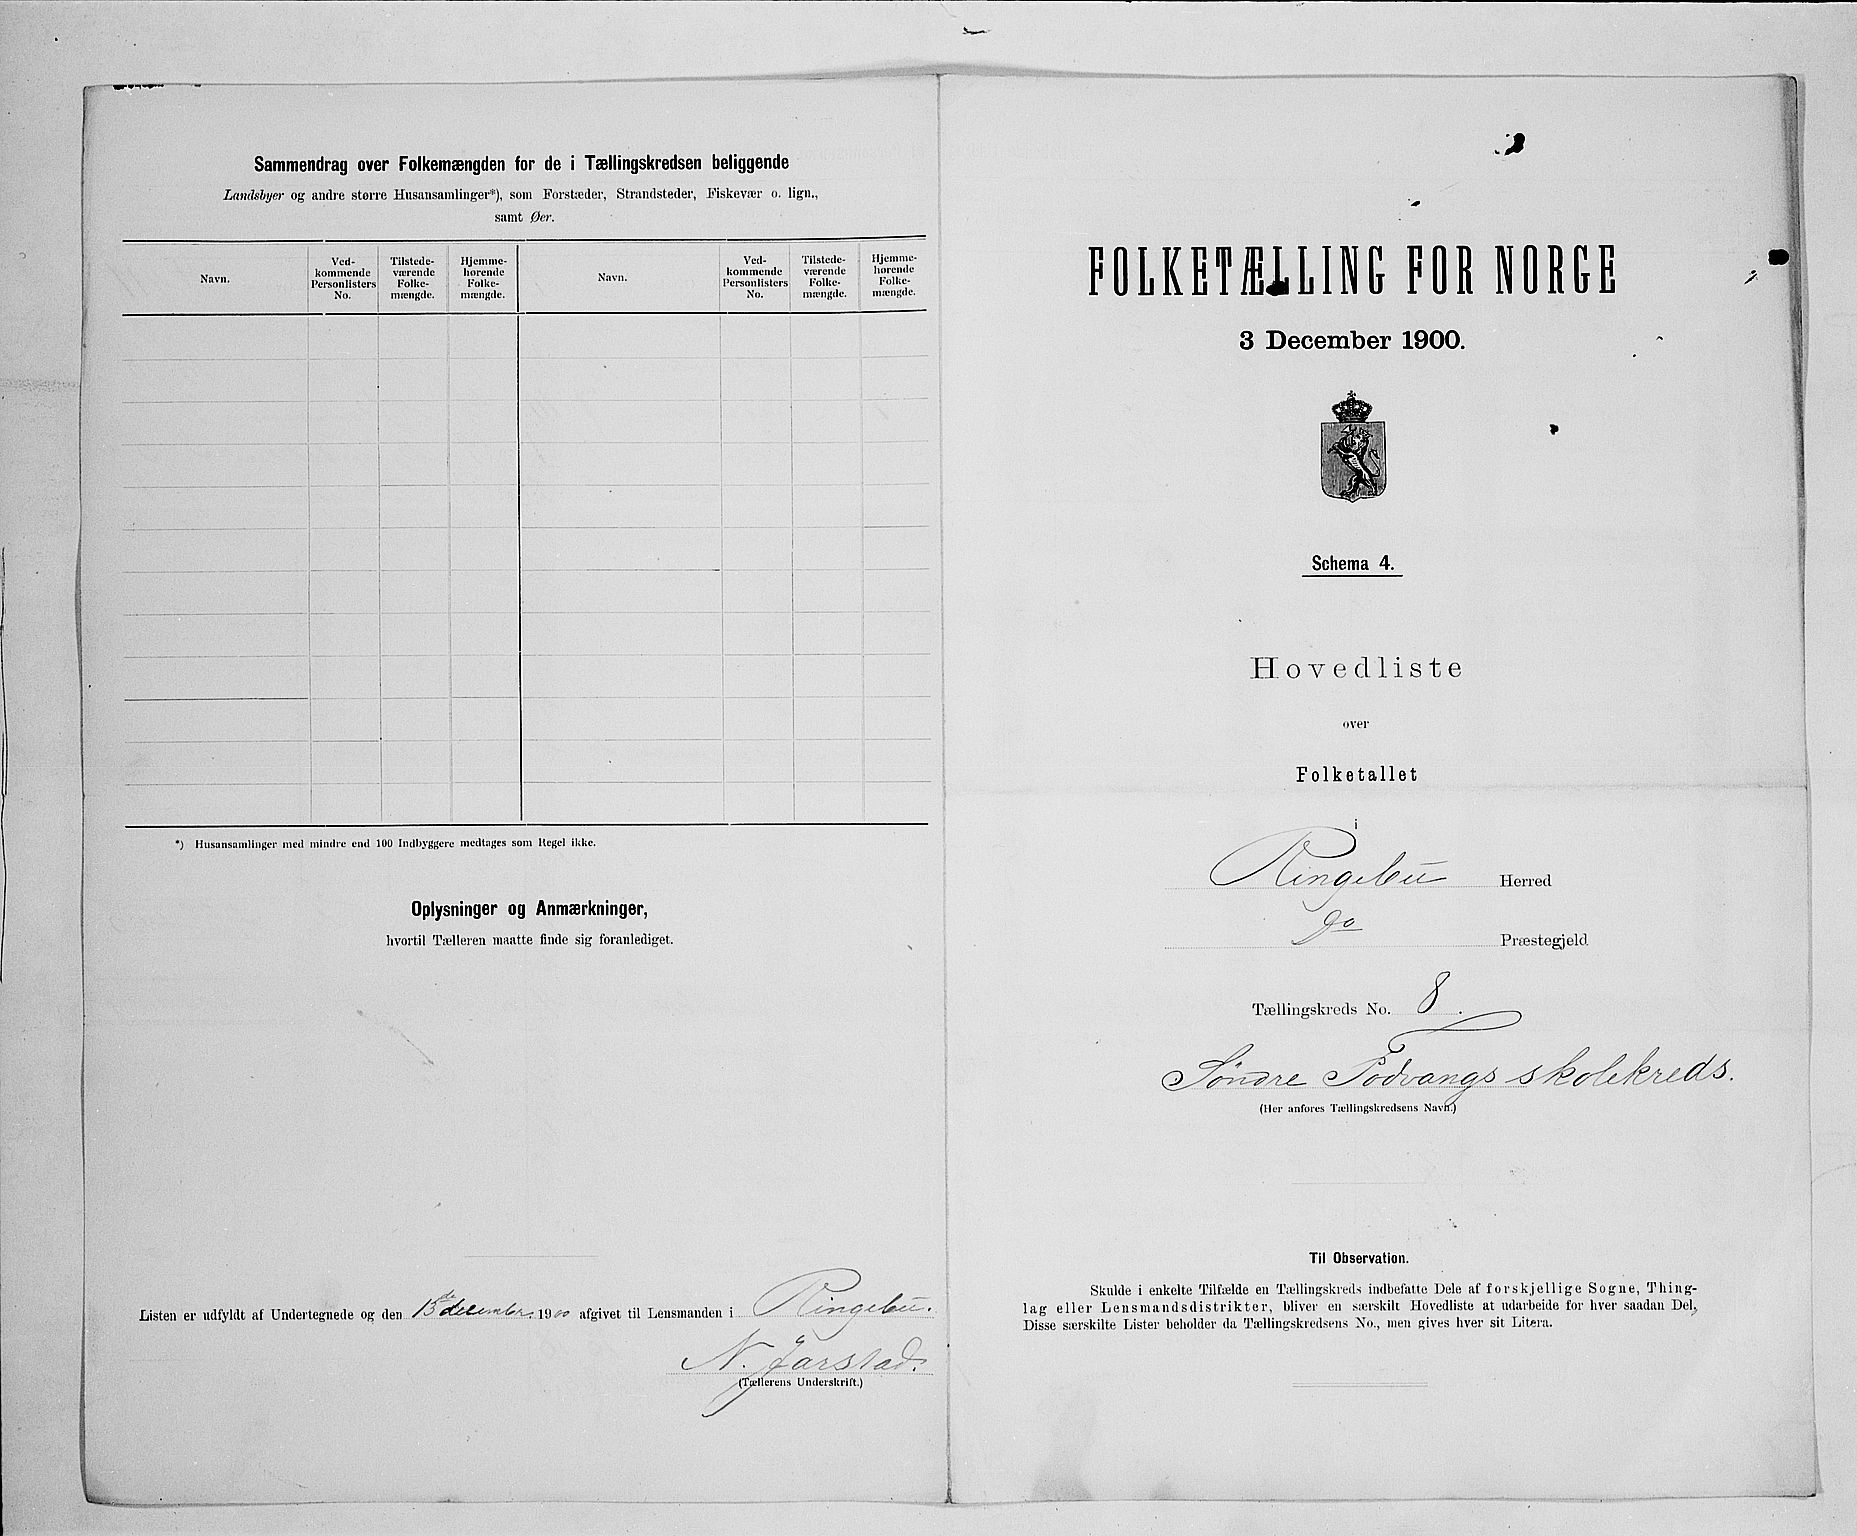 Sammendrag over Folkemængden for de i Tællingskredsen beliggende
Landsbyer og andre større Husansamlinger*), som Forstæder, Strandsteder, Fiskevær o. lign.,
samt Øer.
Navn.
Ved-
kommende
Personlisters
No.
Tilstede-
værende
Folke-
mængde.
Hjemme-
hørende
Folke-
mængde.
Navn.
Ved-
kommende
Personlisters
No.
Tilstede-
værende
Folke-
mængde.
Hjemme-
hørende
Folke-
mængde.
*) Husansamlinger med mindre end 100 Indbyggere medtages som Regel ikke.
Oplysninger og Anmærkninger,
hvortil Tælleren maatte finde sig foranlediget.
Listen er udfyldt af Undertegnede og den 15de december 1900 afgivet til Lensmanden i Ringebu.
N. Jarstad.
(Tællerens Underskrift.)
FOLKETÆLLING FOR NORGE
3 December 1900.
Schema 4.
Hovedliste
over
Folketallet
i
Ringebu Herred
Do Præstegjeld
Tællingskreds No. 8.
Søndre Fodvangs skolekreds.
(Her anføres Tællingskredsens Navn.)
Til Observation.
Skulde i enkelte Tilfælde en Tællingskreds indbefatte Dele af forskjellige Sogne, Thing-
lag eller Lensmandsdistrikter, bliver en særskilt Hovedliste at udarbeide for hver saadan Del.
Disse særskilte Lister beholder da Tællingskredsens No., men gives hver sit Litera.